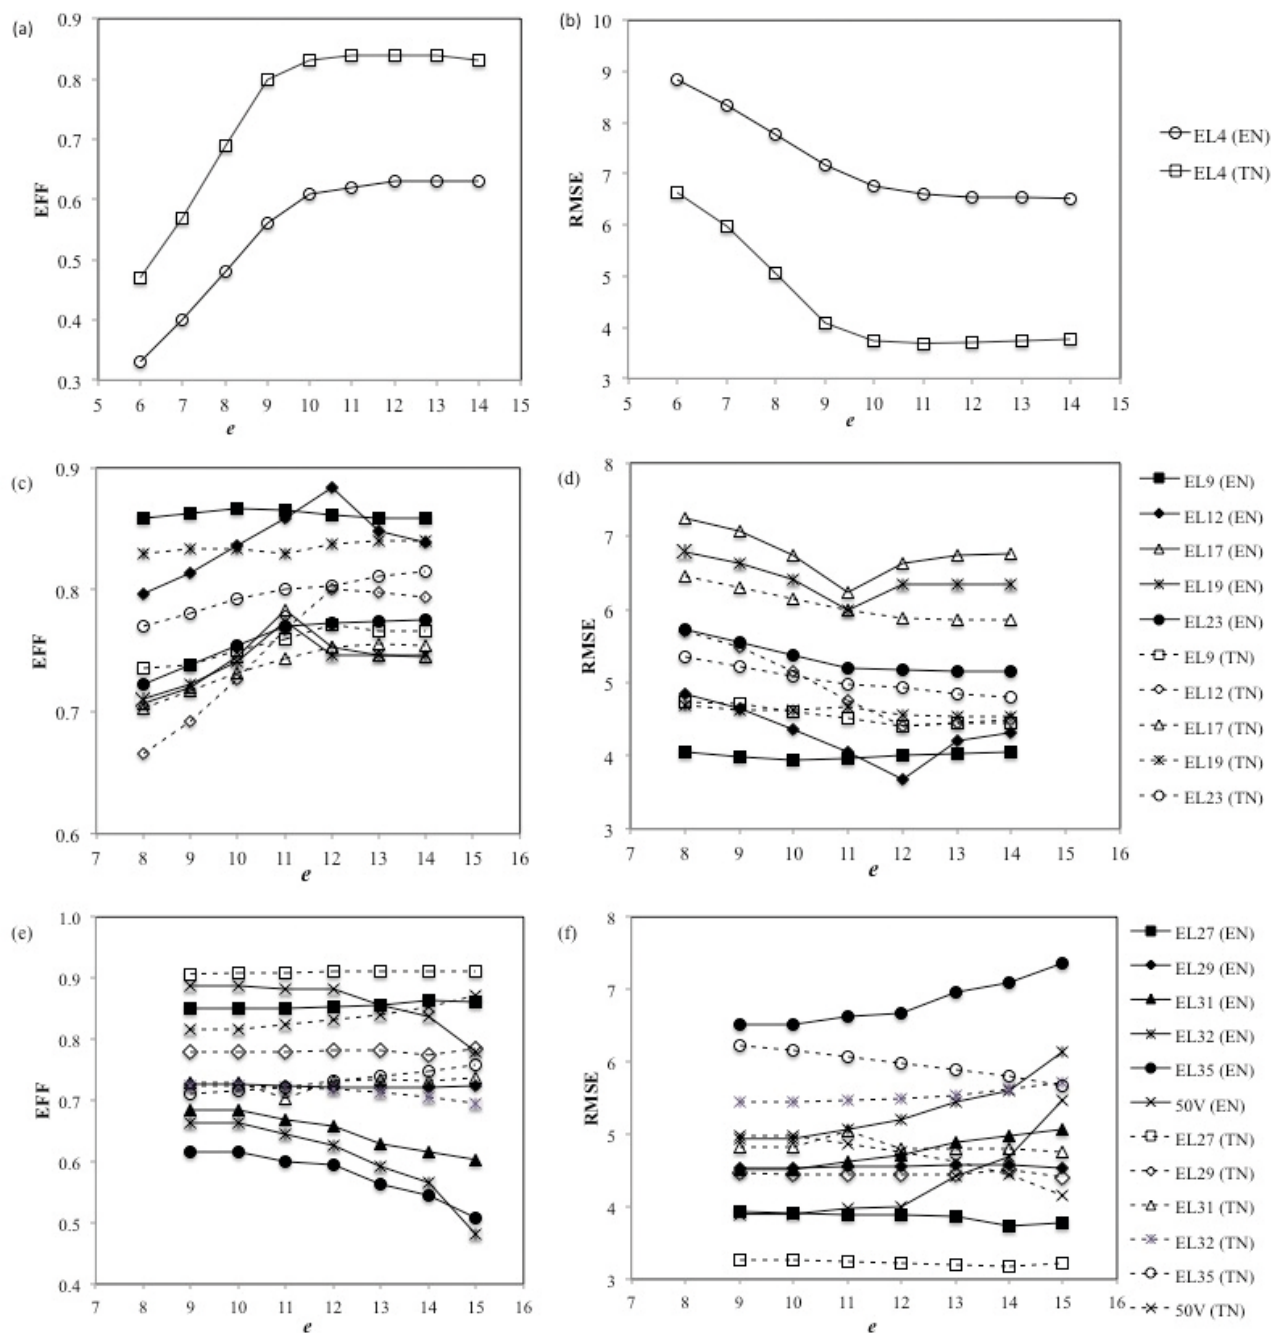 (a)
0.9
0.8
0.7
0.6
0.5
0.4
0.3
EFF
5 6 7 8 9 10 11 12 13 14 15
e
(b)
10
9
8
7
6
5
4
3
RMSE
5 6 7 8 9 10 11 12 13 14 15
e
EL4 (EN)
EL4 (TN)
(c)
0.9
0.8
0.7
0.6
EFF
7 8 9 10 11 12 13 14 15 16
e
(d)
8
7
6
5
4
3
RMSE
7 8 9 10 11 12 13 14 15 16
e
EL9 (EN)
EL12 (EN)
EL17 (EN)
EL19 (EN)
EL23 (EN)
EL9 (TN)
EL12 (TN)
EL17 (TN)
EL19 (TN)
EL23 (TN)
(e)
1.0
0.9
0.8
0.7
0.6
0.5
0.4
EFF
7 8 9 10 11 12 13 14 15 16
e
(f)
8
7
6
5
4
3
RMSE
7 8 9 10 11 12 13 14 15 16
e
EL27 (EN)
EL29 (EN)
EL31 (EN)
EL32 (EN)
EL35 (EN)
50V (EN)
EL27 (TN)
EL29 (TN)
EL31 (TN)
EL32 (TN)
EL35 (TN)
50V (TN)